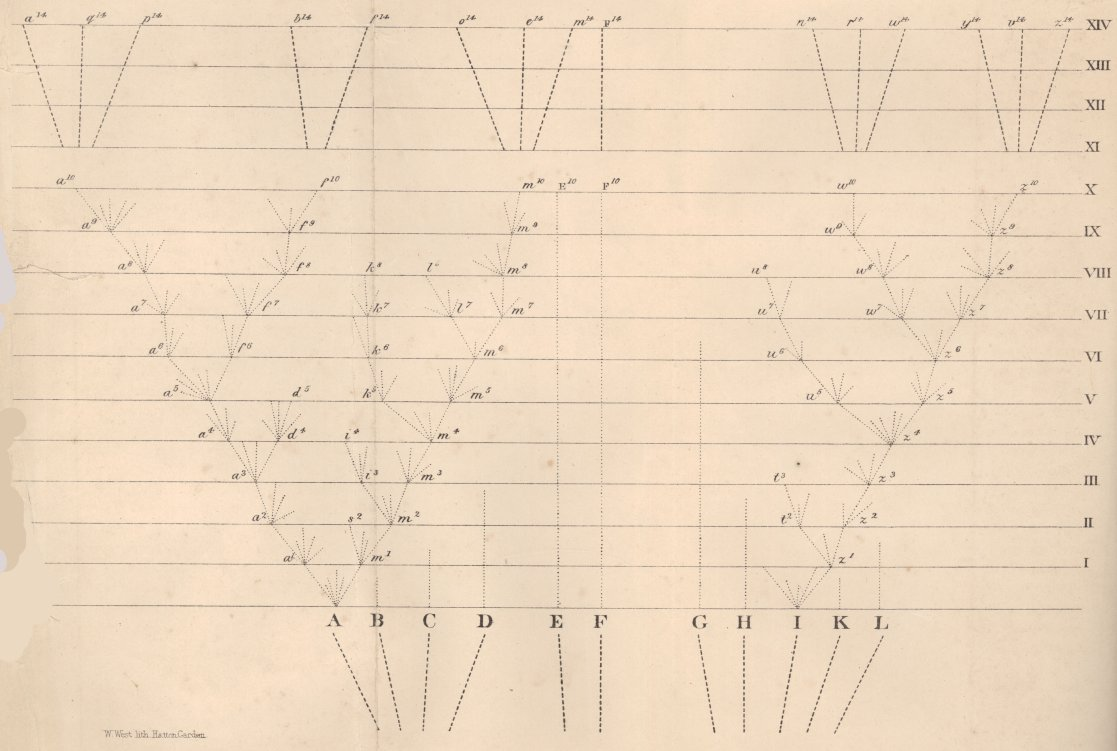 a¹⁴ q¹⁴ p¹⁴ b¹⁴ f¹⁴ o¹⁴ e¹⁴ m¹⁴ F¹⁴ n¹⁴ r¹⁴ w¹⁴ y¹⁴ v¹⁴ z¹⁴ XIV
XIII
XII
XI
a¹⁰ f¹⁰ m¹⁰ E¹⁰ F¹⁰ w¹⁰ z¹⁰ X
a⁹ f⁹ m⁹ w⁹ z⁹ IX
a⁸ f⁸ k⁸ l⁸ m⁸ u⁸ w⁸ z⁸ VIII
a⁷ f⁷ k⁷ l⁷ m⁷ u⁷ w⁷ z⁷ VII
a⁶ f⁶ k⁶ m⁶ u⁶ z⁶ VI
a⁵ d⁵ k⁵ m⁵ u⁵ z⁵ V
a⁴ d⁴ i⁴ m⁴ z⁴ IV
a³ i³ m³ t³ z³ III
a² s² m² t² z² II
a¹ m¹ z¹ I
A B C D E F G H I K L
W. West lith. Hatton Garden.